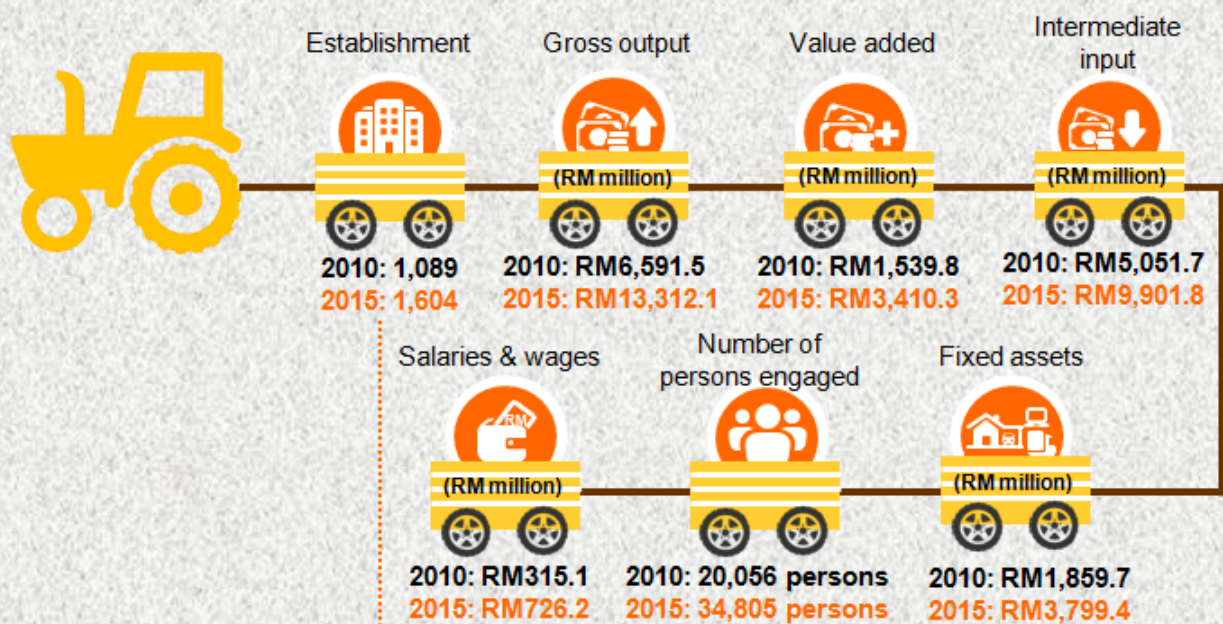 Establishment
Gross output
Value added
Intermediate
input
(RM million)
(RM million)
(RM million)
2010: 1,089
2015: 1,604
2010: RM6,591.5
2015: RM13,312.1
2010: RM1,539.8
2015: RM3,410.3
2010: RM5,051.7
2015: RM9,901.8
Salaries & wages
Number of
persons engaged
Fixed assets
RM
(RM million)
(RM million)
2010: RM315.1
2015: RM726.2
2010: 20,056 persons
2015: 34,805 persons
2010: RM1,859.7
2015: RM3,799.4